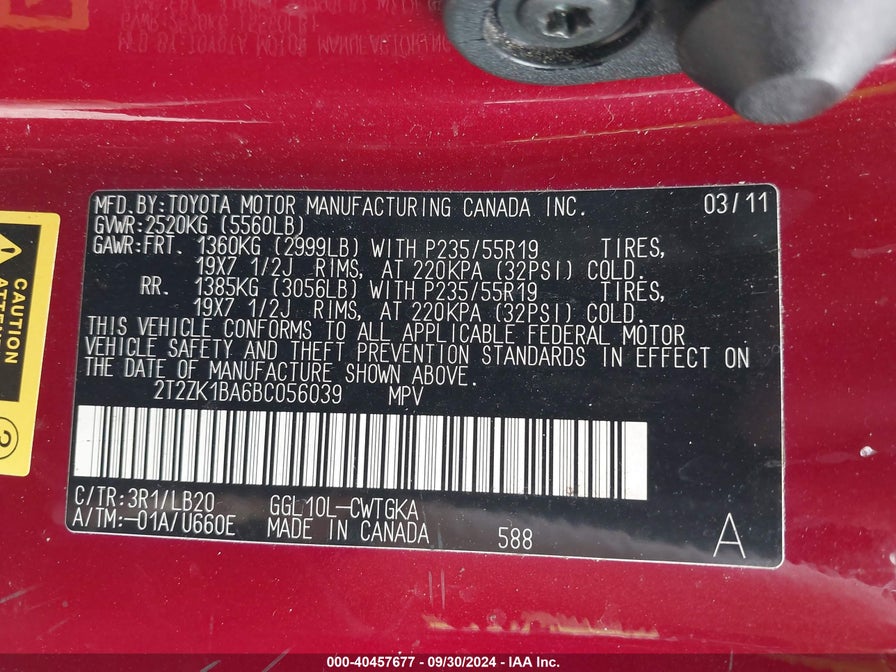 MFD.BY:TOYOTA MOTOR MANUFACTURING CANADA INC. 03/11
GVWR:2520KG (5560LB)
GAWR:FRT. 1360KG (2999LB) WITH P235/55R19 TIRES,
19X7 1/2J RIMS, AT 220KPA (32PSI) COLD.
RR. 1385KG (3056LB) WITH P235/55R19 TIRES,
19X7 1/2J RIMS, AT 220KPA (32PSI) COLD.
THIS VEHICLE CONFORMS TO ALL APPLICABLE FEDERAL MOTOR
VEHICLE SAFETY AND THEFT PREVENTION STANDARDS IN EFFECT ON
THE DATE OF MANUFACTURE SHOWN ABOVE.
2T2ZK1BA6BC056039 MPV
C/TR:3R1/LB20 GGL10L-CWTGKA
A/TM:-01A/U660E MADE IN CANADA 588 A
CAUTION
2
000-40457677 - 09/30/2024 - IAA Inc.